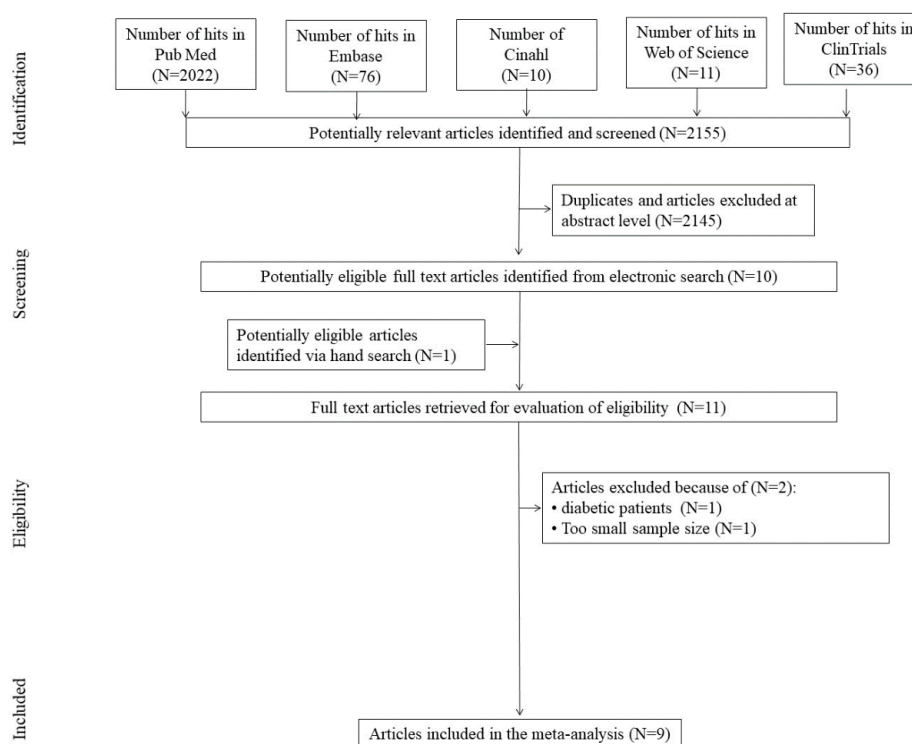 Identification
Number of hits in
Pub Med
(N=2022)
Number of hits in
Embase
(N=76)
Number of
Cinahl
(N=10)
Number of hits in
Web of Science
(N=11)
Number of hits in
ClinTrials
(N=36)
Potentially relevant articles identified and screened (N=2155)
Screening
Duplicates and articles excluded at
abstract level (N=2145)
Potentially eligible full text articles identified from electronic search (N=10)
Potentially eligible articles
identified via hand search (N=1)
Full text articles retrieved for evaluation of eligibility (N=11)
Eligibility
Articles excluded because of (N=2):
• diabetic patients (N=1)
• Too small sample size (N=1)
Included
Articles included in the meta-analysis (N=9)